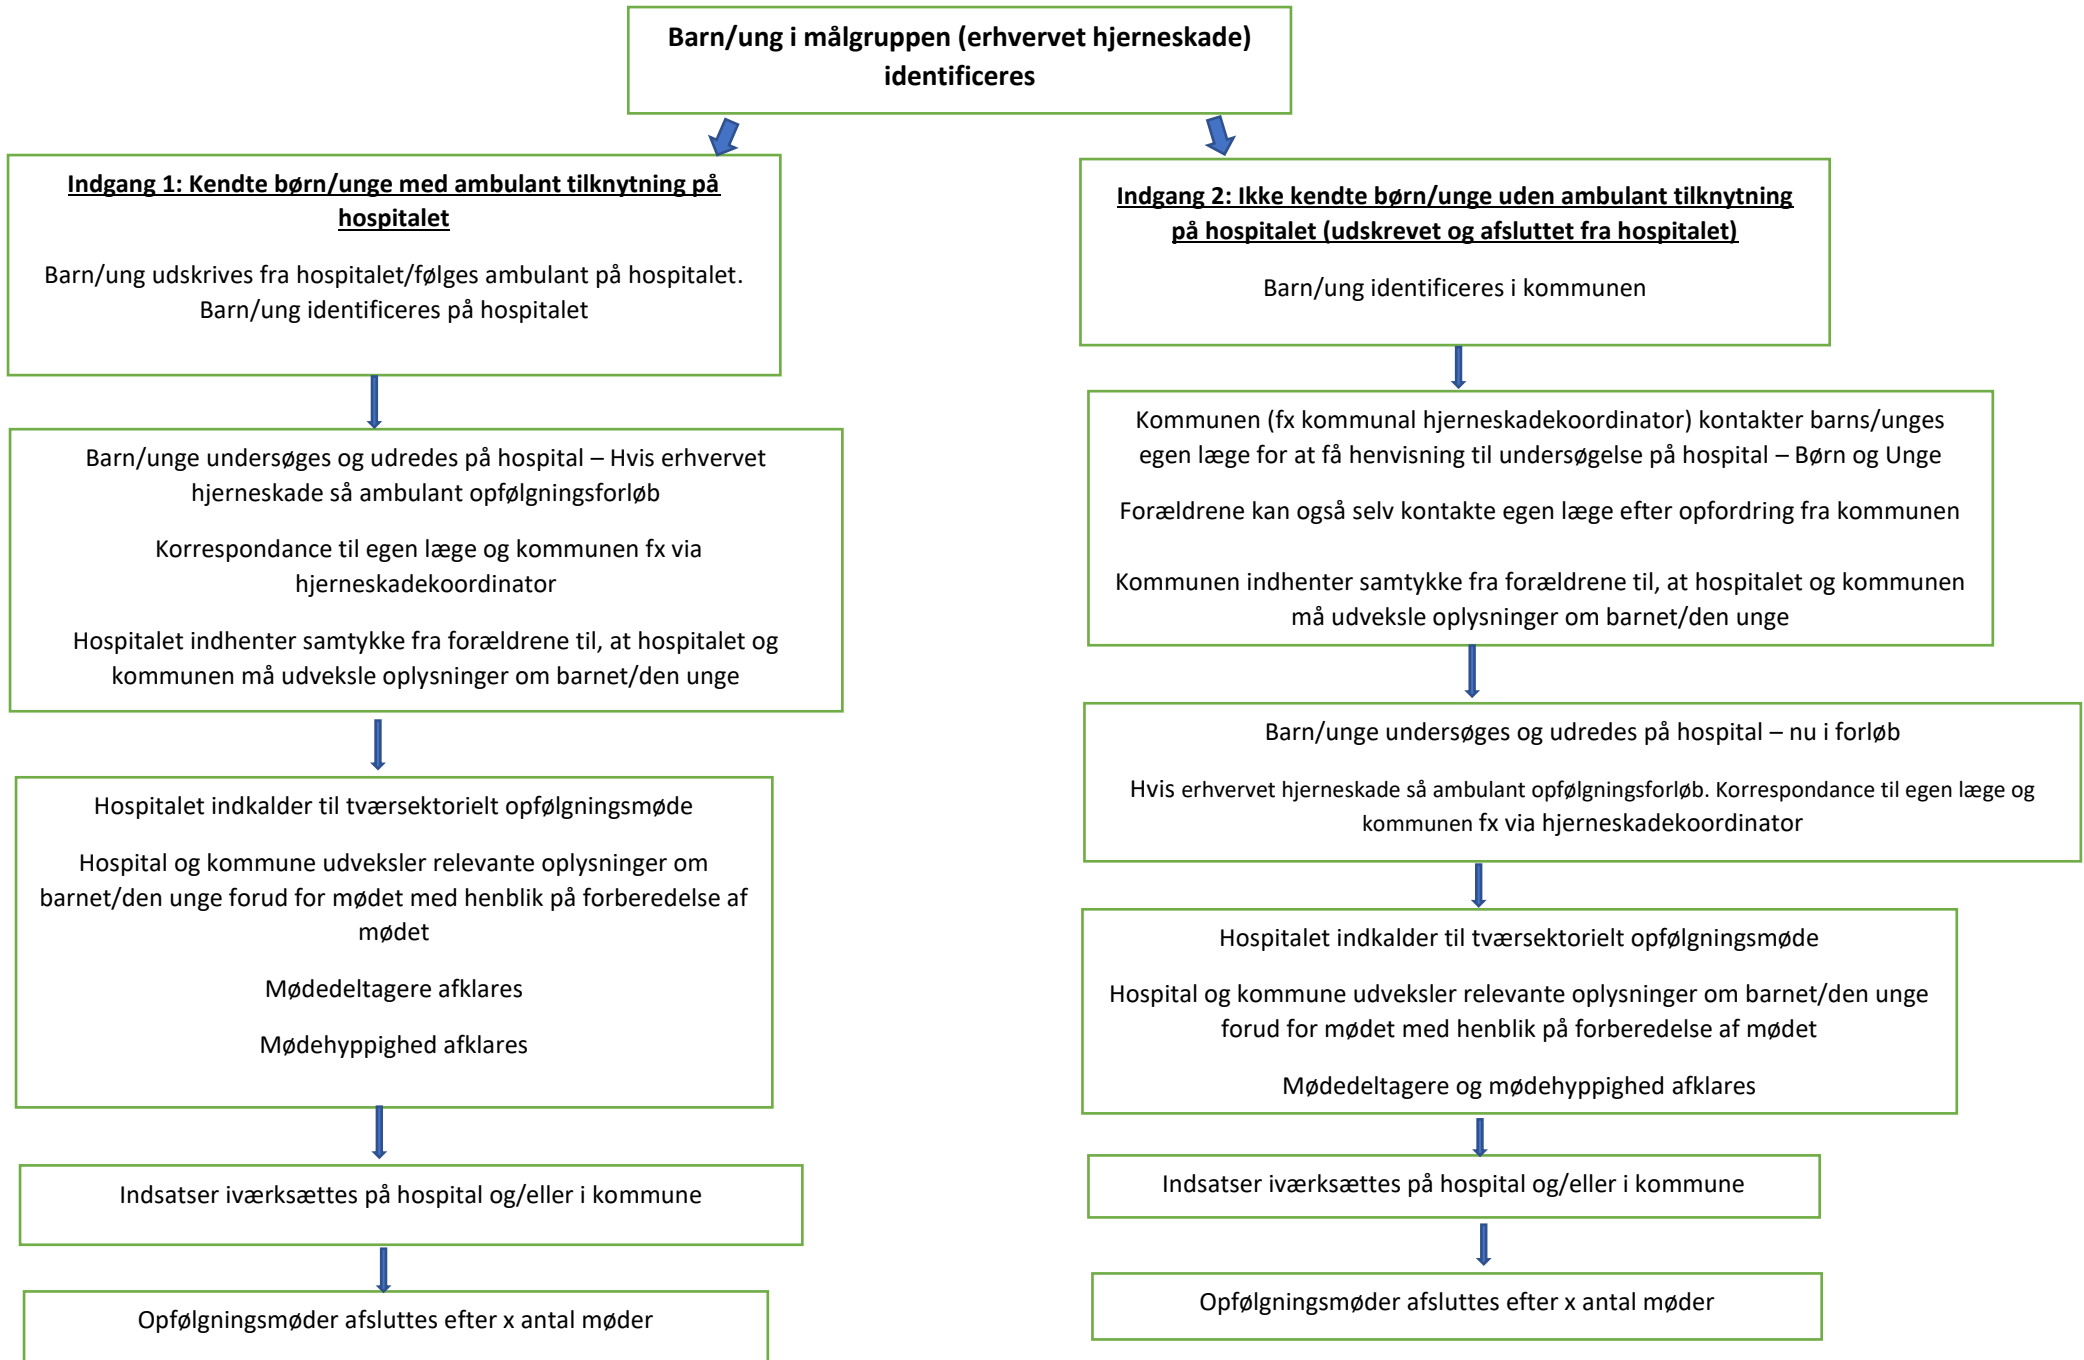 Barn/ung i målgruppen (erhvervet hjerneskade)
identificeres
Indgang 1: Kendte børn/unge med ambulant tilknytning på
hospitalet
Barn/ung udskrives fra hospitalet/følges ambulant på hospitalet.
Barn/ung identificeres på hospitalet
Barn/unge undersøges og udredes på hospital – Hvis erhvervet
hjerneskade så ambulant opfølgningsforløb
Korrespondance til egen læge og kommunen fx via
hjerneskadekoordinator
Hospitalet indhenter samtykke fra forældrene til, at hospitalet og
kommunen må udveksle oplysninger om barnet/den unge
Hospitalet indkalder til tværsektorielt opfølgningsmøde
Hospital og kommune udveksler relevante oplysninger om
barnet/den unge forud for mødet med henblik på forberedelse af
mødet
Mødedeltagere afklares
Mødehyppighed afklares
Indsatser iværksættes på hospital og/eller i kommune
Opfølgningsmøder afsluttes efter x antal møder
Indgang 2: Ikke kendte børn/unge uden ambulant tilknytning
på hospitalet (udskrevet og afsluttet fra hospitalet)
Barn/ung identificeres i kommunen
Kommunen (fx kommunal hjerneskadekoordinator) kontakter barns/unges
egen læge for at få henvisning til undersøgelse på hospital – Børn og Unge
Forældrene kan også selv kontakte egen læge efter opfordring fra kommunen
Kommunen indhenter samtykke fra forældrene til, at hospitalet og kommunen
må udveksle oplysninger om barnet/den unge
Barn/unge undersøges og udredes på hospital – nu i forløb
Hvis erhvervet hjerneskade så ambulant opfølgningsforløb. Korrespondance til egen læge og
kommunen fx via hjerneskadekoordinator
Hospitalet indkalder til tværsektorielt opfølgningsmøde
Hospital og kommune udveksler relevante oplysninger om barnet/den unge
forud for mødet med henblik på forberedelse af mødet
Mødedeltagere og mødehyppighed afklares
Indsatser iværksættes på hospital og/eller i kommune
Opfølgningsmøder afsluttes efter x antal møder